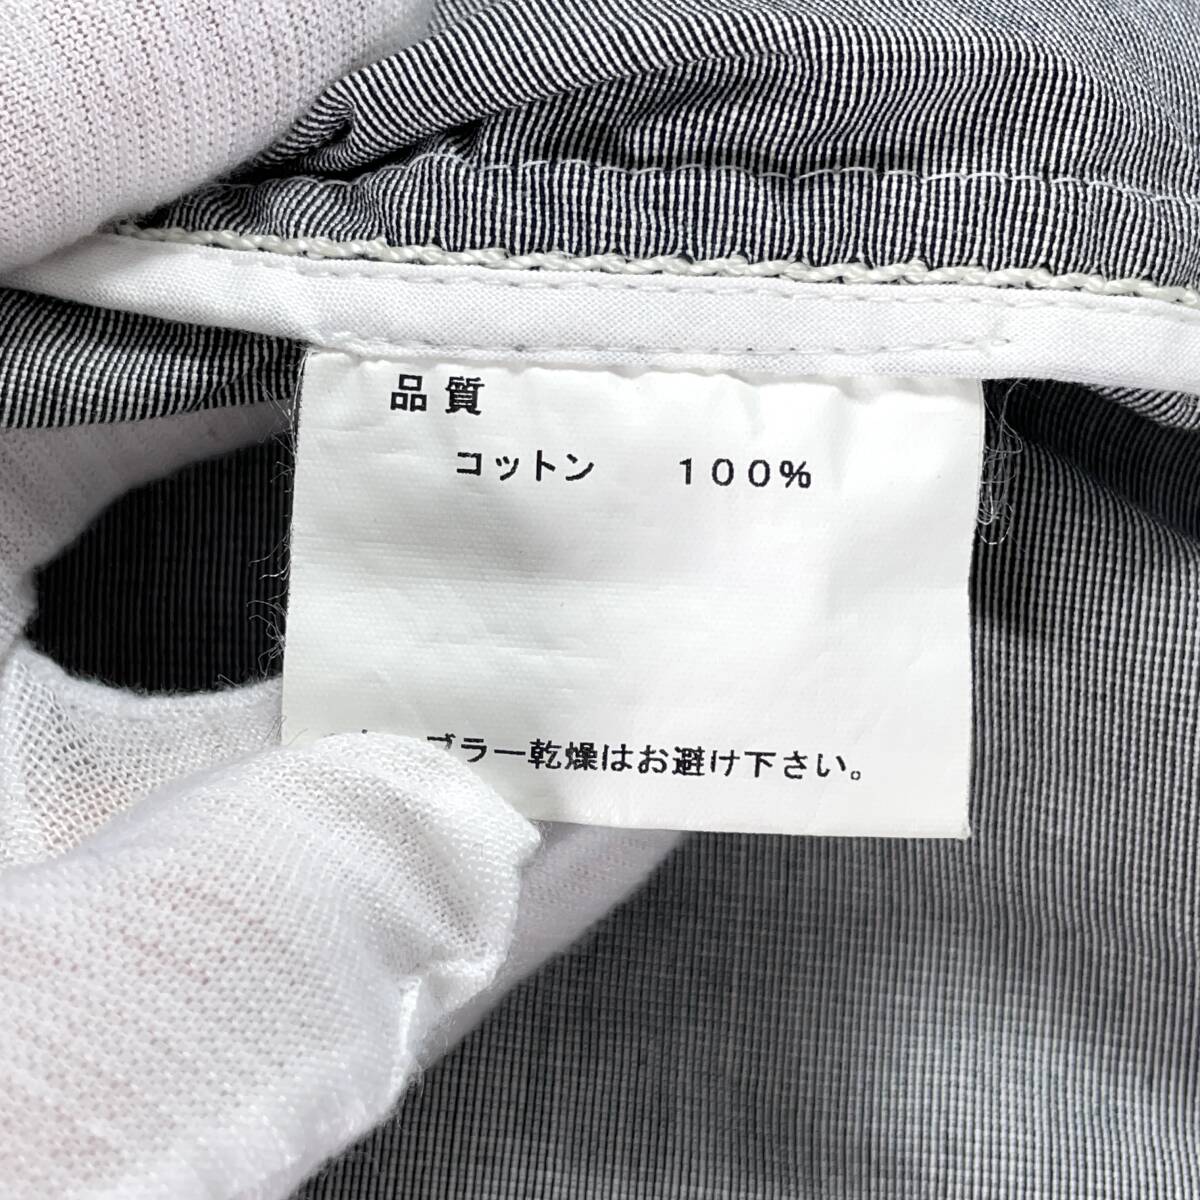 品質
コットン　１００％
ブラー乾燥はお避け下さい。